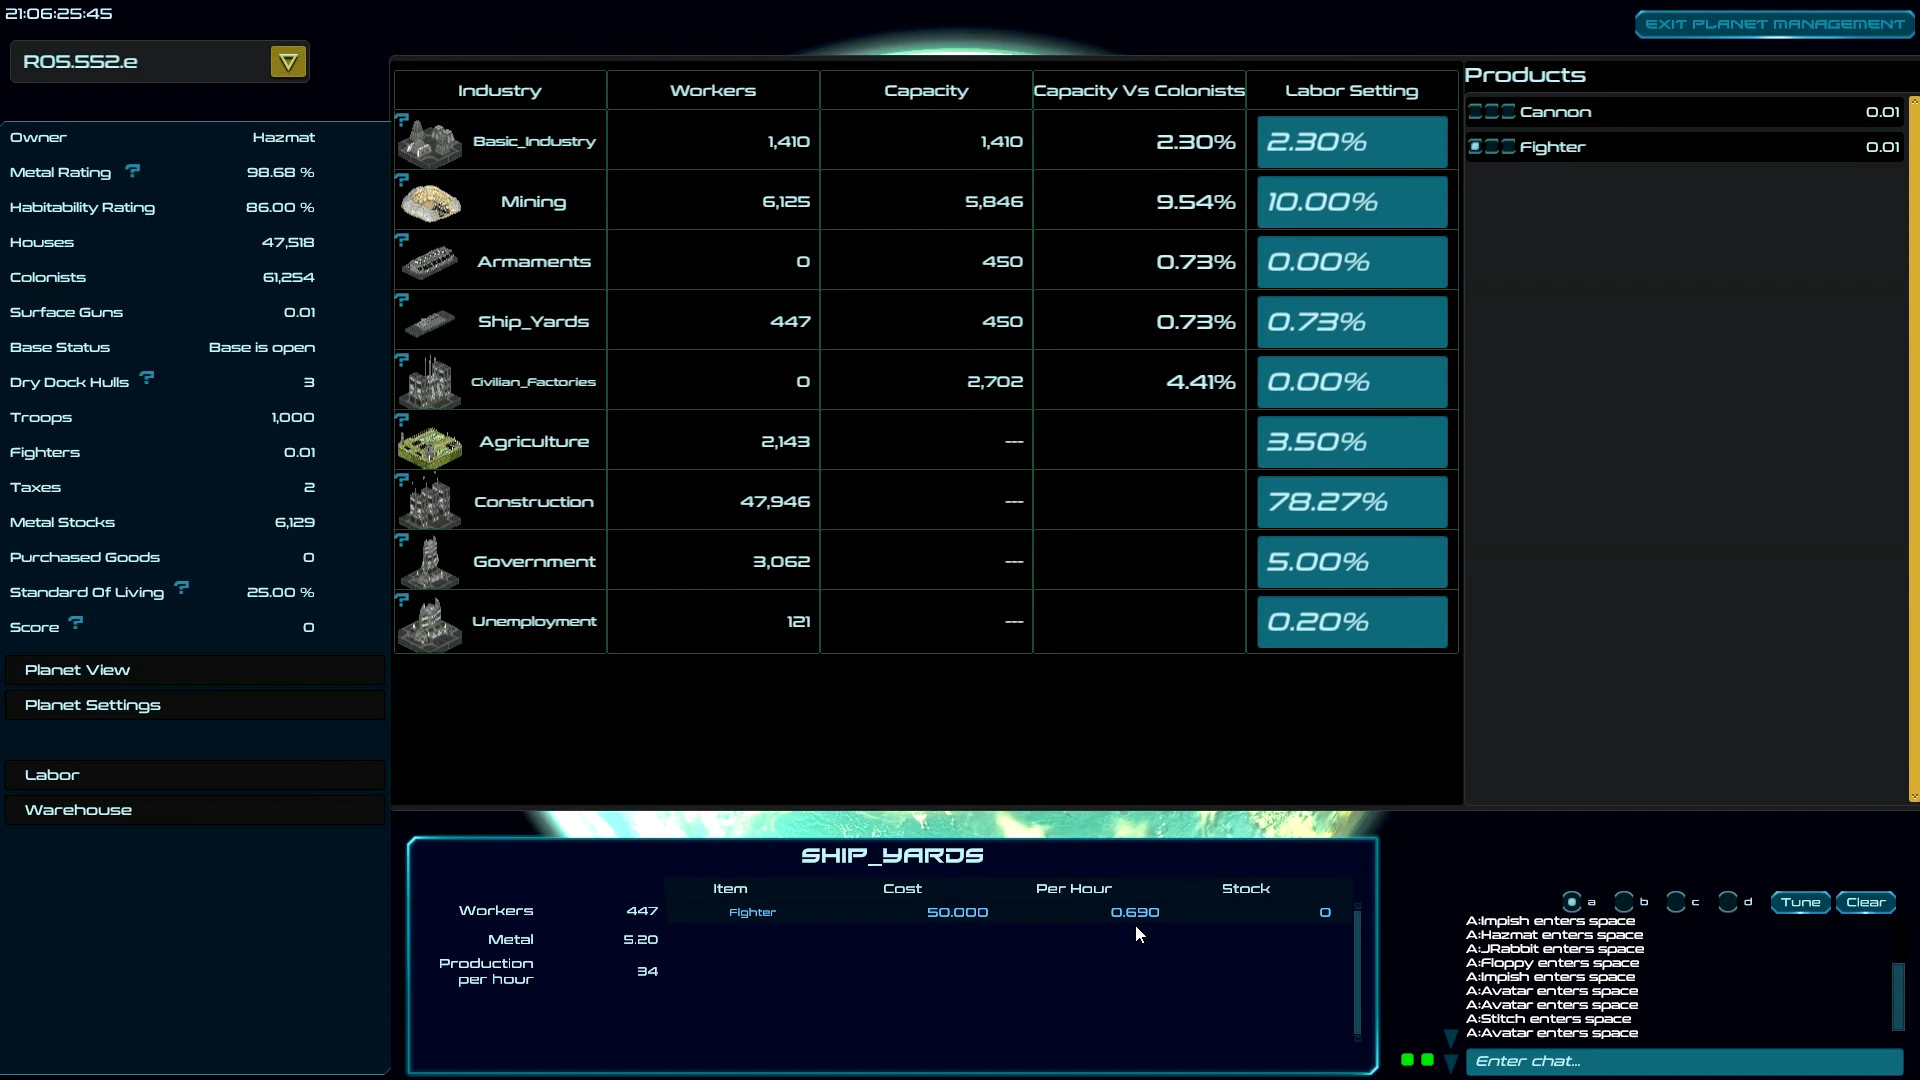 21:06:25:45
EXIT PLANET MANAGEMENT
R05.552.e
Owner Hazmat
Metal Rating ? 98.68 %
Habitability Rating 86.00 %
Houses 47,518
Colonists 61,254
Surface Guns 0.01
Base Status Base is open
Dry Dock Hulls ? 3
Troops 1,000
Fighters 0.01
Taxes 2
Metal Stocks 6,129
Purchased Goods 0
Standard Of Living ? 25.00 %
Score ? 0
Planet View
Planet Settings
Labor
Warehouse
Industry Workers Capacity Capacity Vs Colonists Labor Setting
? Basic_Industry 1,410 1,410 2.30% 2.30%
? Mining 6,125 5,846 9.54% 10.00%
? Armaments 0 450 0.73% 0.00%
? Ship_Yards 447 450 0.73% 0.73%
? Civilian_Factories 0 2,702 4.41% 0.00%
? Agriculture 2,143 --- 3.50%
? Construction 47,946 --- 78.27%
? Government 3,062 --- 5.00%
? Unemployment 121 --- 0.20%
Products
Cannon 0.01
Fighter 0.01
SHIP_YARDS
Item Cost Per Hour Stock
Fighter 50.000 0.690 0
Workers 447
Metal 5.20
Production
per hour 34
a b c d Tune Clear
A:Impish enters space
A:Hazmat enters space
A:JRabbit enters space
A:Floppy enters space
A:Impish enters space
A:Avatar enters space
A:Avatar enters space
A:Stitch enters space
A:Avatar enters space
Enter chat...